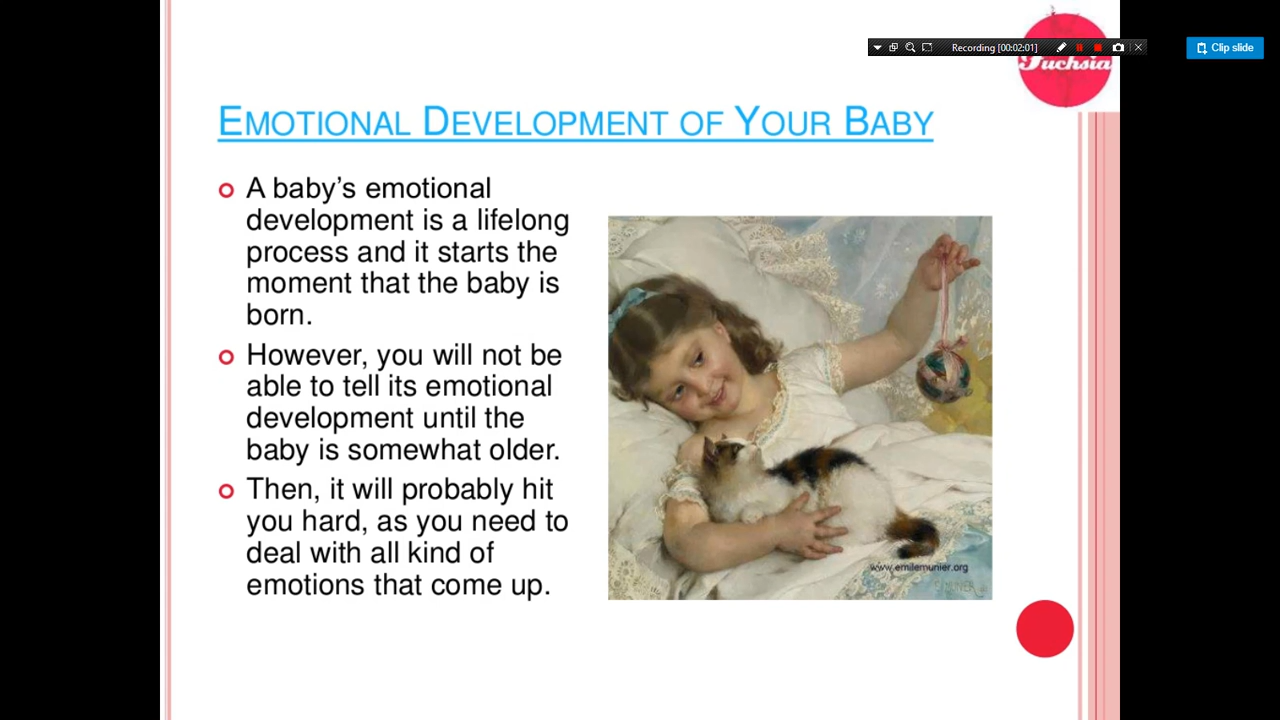 Recording [00:02:01]
Clip slide
Fuchsia
EMOTIONAL DEVELOPMENT OF YOUR BABY
A baby's emotional
development is a lifelong
process and it starts the
moment that the baby is
born.
However, you will not be
able to tell its emotional
development until the
baby is somewhat older.
Then, it will probably hit
you hard, as you need to
deal with all kind of
emotions that come up.
www.emilemunier.org